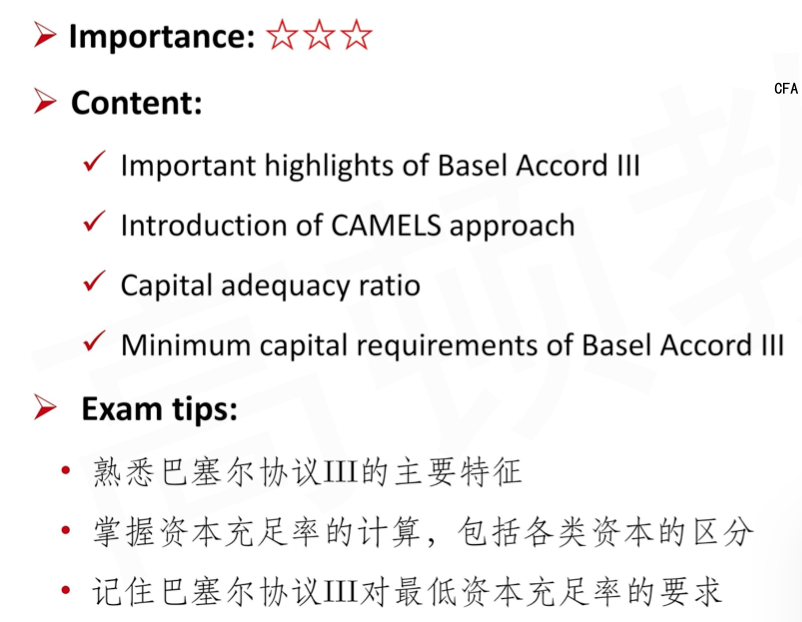 Importance: ☆☆☆
CFA
Content:
Important highlights of Basel Accord III
Introduction of CAMELS approach
Capital adequacy ratio
Minimum capital requirements of Basel Accord III
Exam tips:
熟悉巴塞尔协议III的主要特征
掌握资本充足率的计算，包括各类资本的区分
记住巴塞尔协议III对最低资本充足率的要求
高顿教